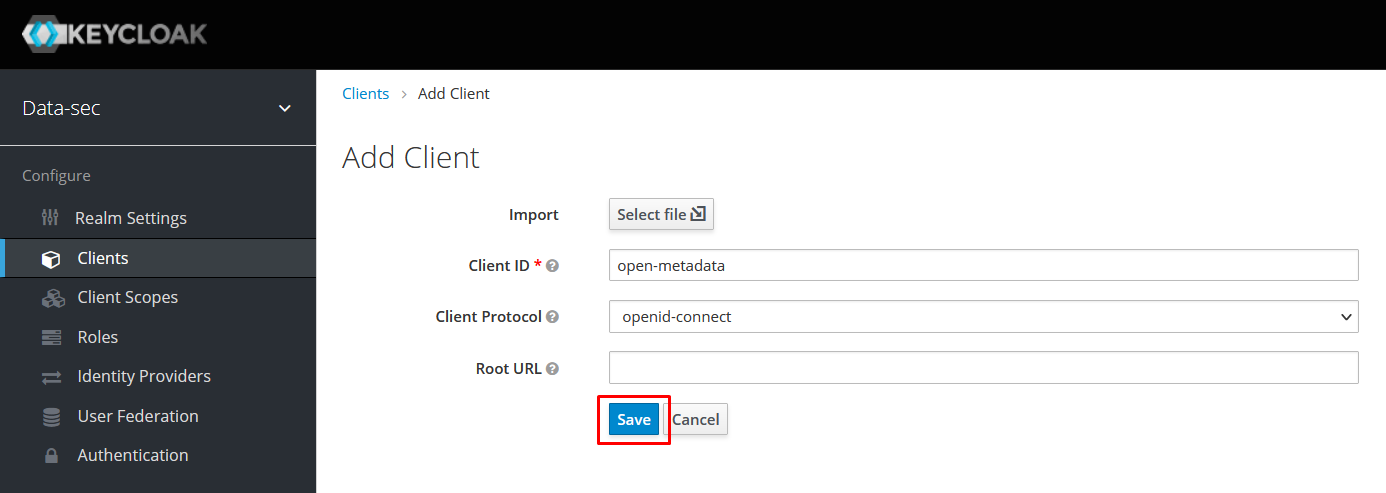 KEYCLOAK
Data-sec
Configure
Realm Settings
Clients
Client Scopes
Roles
Identity Providers
User Federation
Authentication
Clients > Add Client
Add Client
Import Select file
Client ID * open-metadata
Client Protocol openid-connect
Root URL
Save Cancel